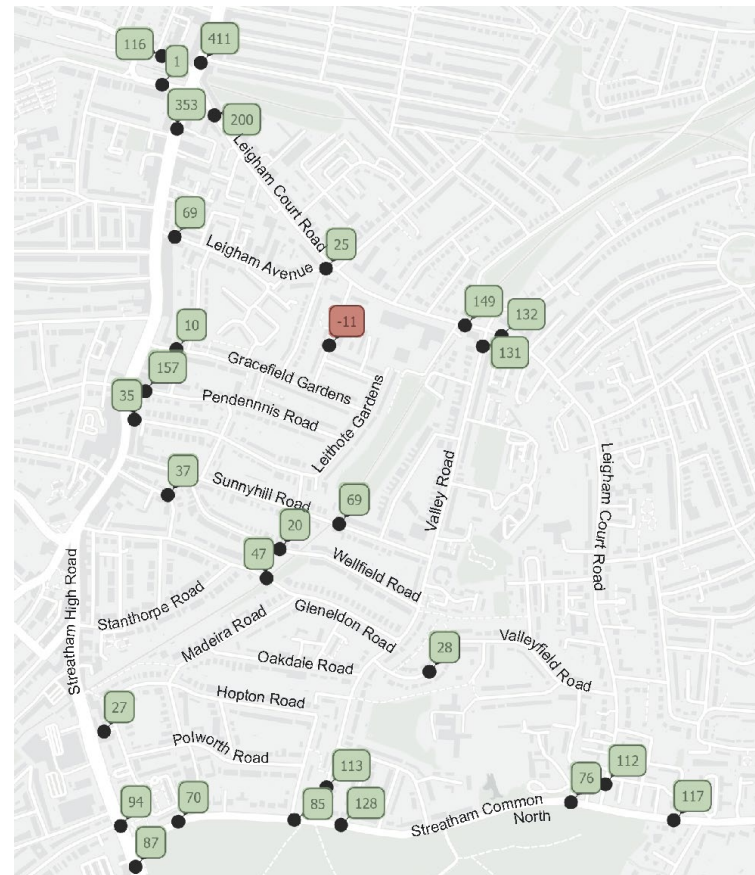 411
116
1
353
200
Leigham Court Road
69
Leigham Avenue
25
-11
149
132
131
10
157
35
Gracefield Gardens
Pendennnis Road
Leithote Gardens
37
Sunnyhill Road
69
20
47
Valley Road
Leigham Court Road
Wellfield Road
Stanthorpe Road
Streatham High Road
Madeira Road
Gleneldon Road
Oakdale Road
28
Valleyfield Road
Hopton Road
27
Polworth Road
113
112
76
94
70
85
128
117
Streatham Common
North
87